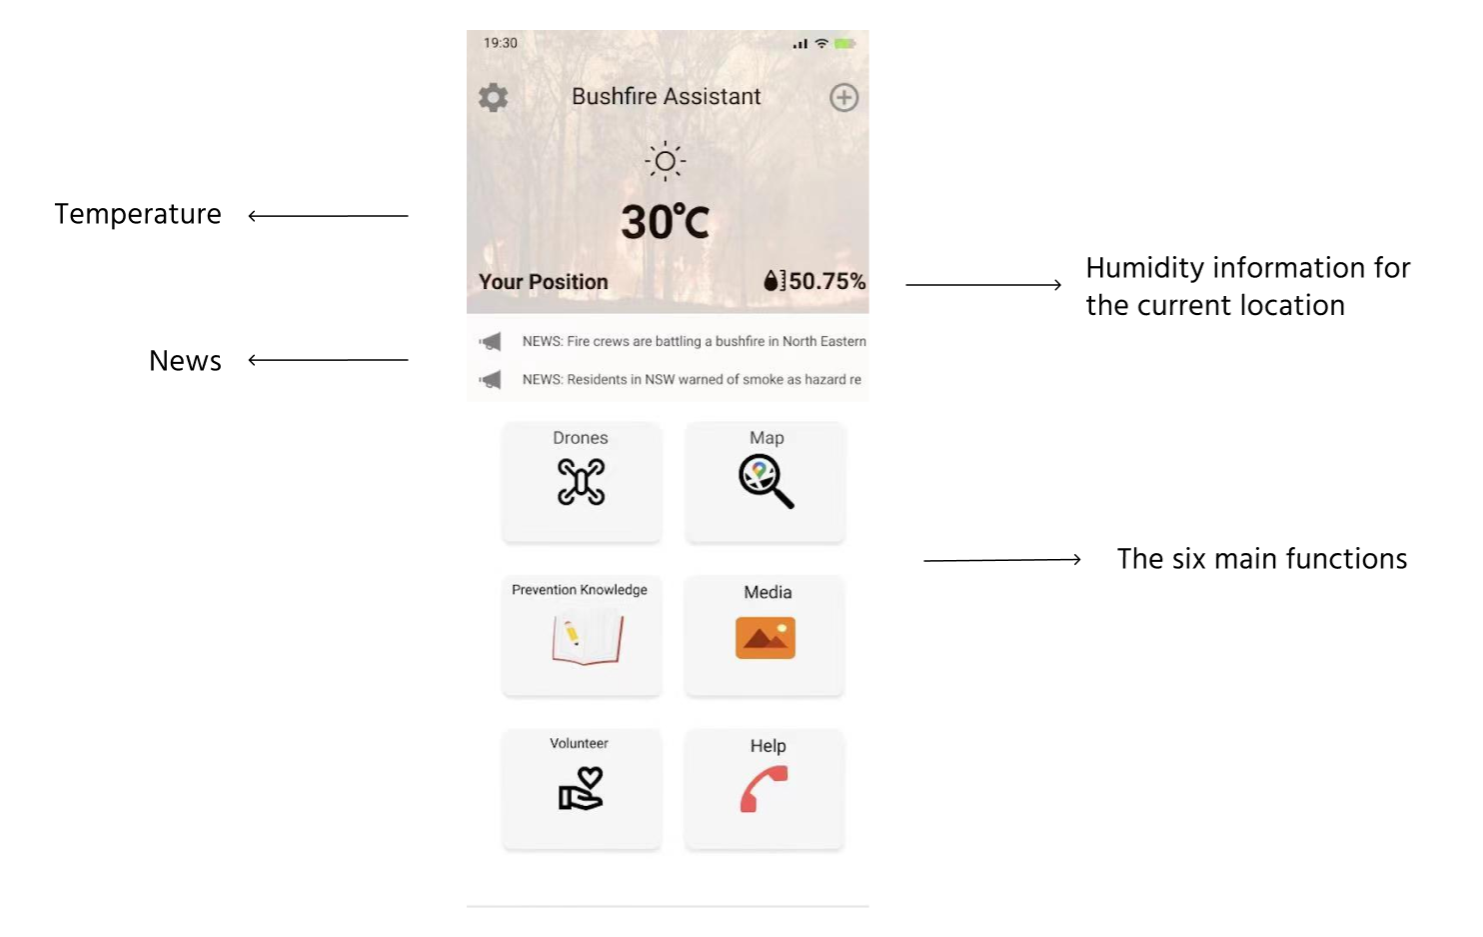 19:30
Bushfire Assistant
30°C
Temperature
Your Position
50.75%
Humidity information for
the current location
News
NEWS: Fire crews are battling a bushfire in North Eastern
NEWS: Residents in NSW warned of smoke as hazard re
Drones
Map
The six main functions
Prevention Knowledge
Media
Volunteer
Help